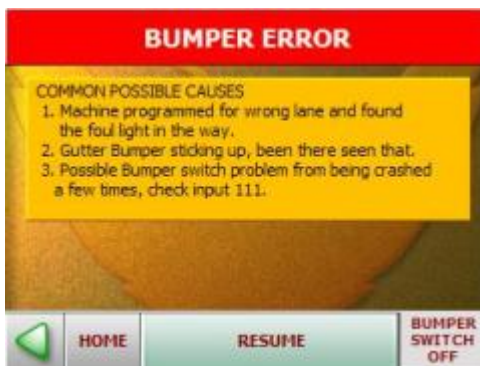 BUMPER ERROR
COMMON POSSIBLE CAUSES
1. Machine programmed for wrong lane and found
the foul light in the way.
2. Gutter Bumper sticking up, been there seen that.
3. Possible Bumper switch problem from being crashed
a few times, check input 111.
HOME
RESUME
BUMPER
SWITCH
OFF